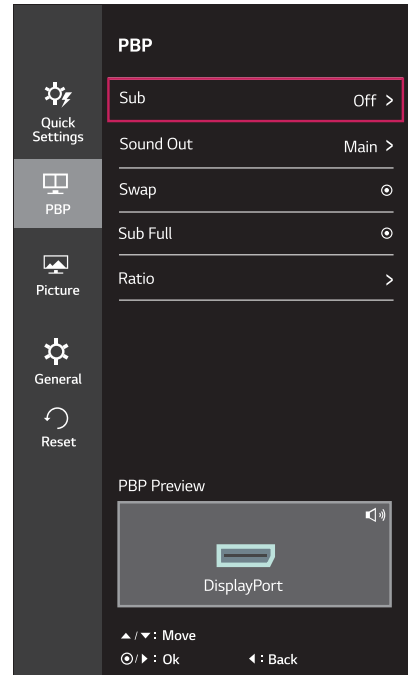 PBP
Quick
Settings
PBP
Picture
General
Reset
Sub Off >
Sound Out Main >
Swap
Sub Full
Ratio >
PBP Preview
DisplayPort
▲/▼: Move
◉/▶ : Ok ◀ : Back